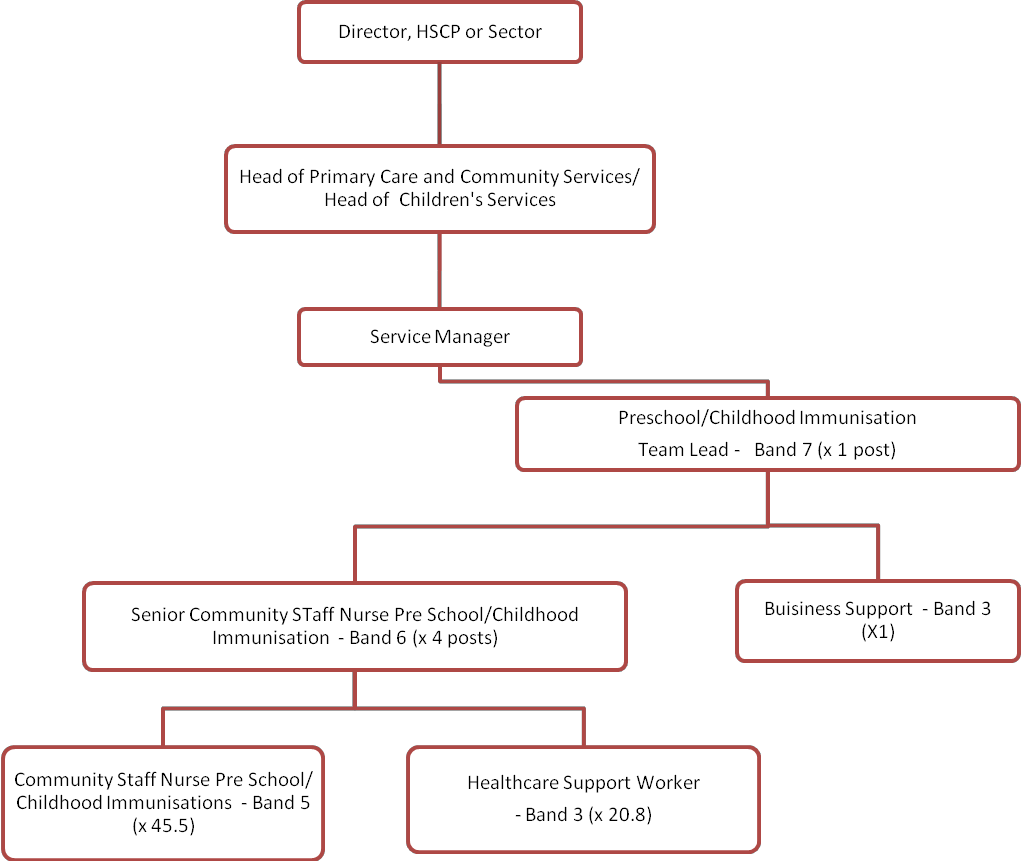 Director, HSCP or Sector
Head of Primary Care and Community Services/
Head of  Children's Services
Service Manager
Preschool/Childhood Immunisation
Team Lead -   Band 7 (x 1 post)
Senior Community STaff Nurse Pre School/Childhood
Immunisation  - Band 6 (x 4 posts)
Buisiness Support  - Band 3
(X1)
Community Staff Nurse Pre School/
Childhood Immunisations  - Band 5
(x 45.5)
Healthcare Support Worker
- Band 3 (x 20.8)